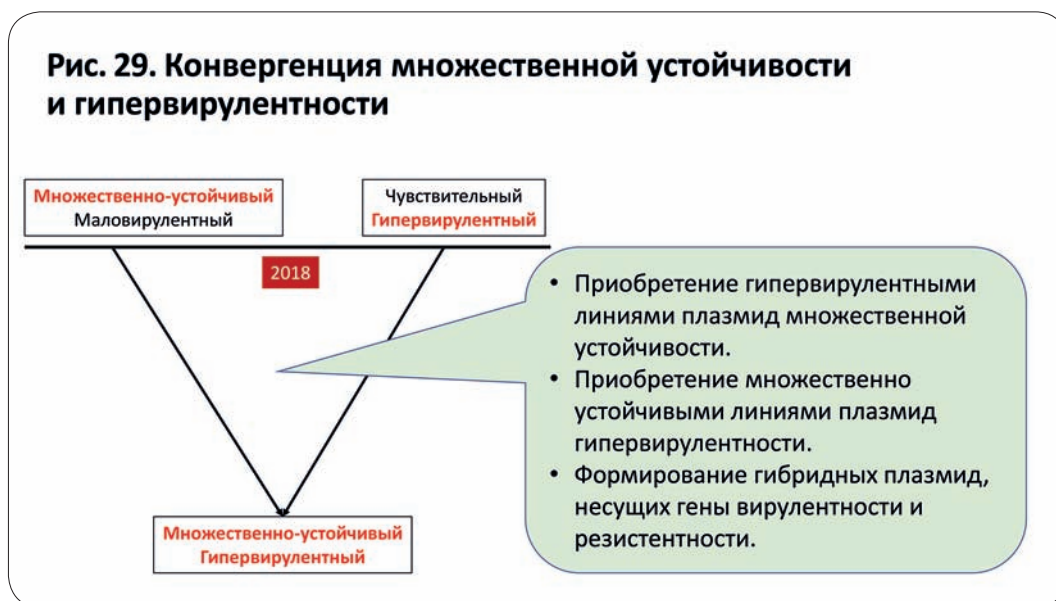 Рис. 29. Конвергенция множественной устойчивости
и гипервирулентности
Множественно-устойчивый
Маловирулентный
Чувствительный
Гипервирулентный
2018
• Приобретение гипервирулентными
линиями плазмид множественной
устойчивости.
• Приобретение множественно
устойчивыми линиями плазмид
гипервирулентности.
• Формирование гибридных плазмид,
несущих гены вирулентности и
резистентности.
Множественно-устойчивый
Гипервирулентный